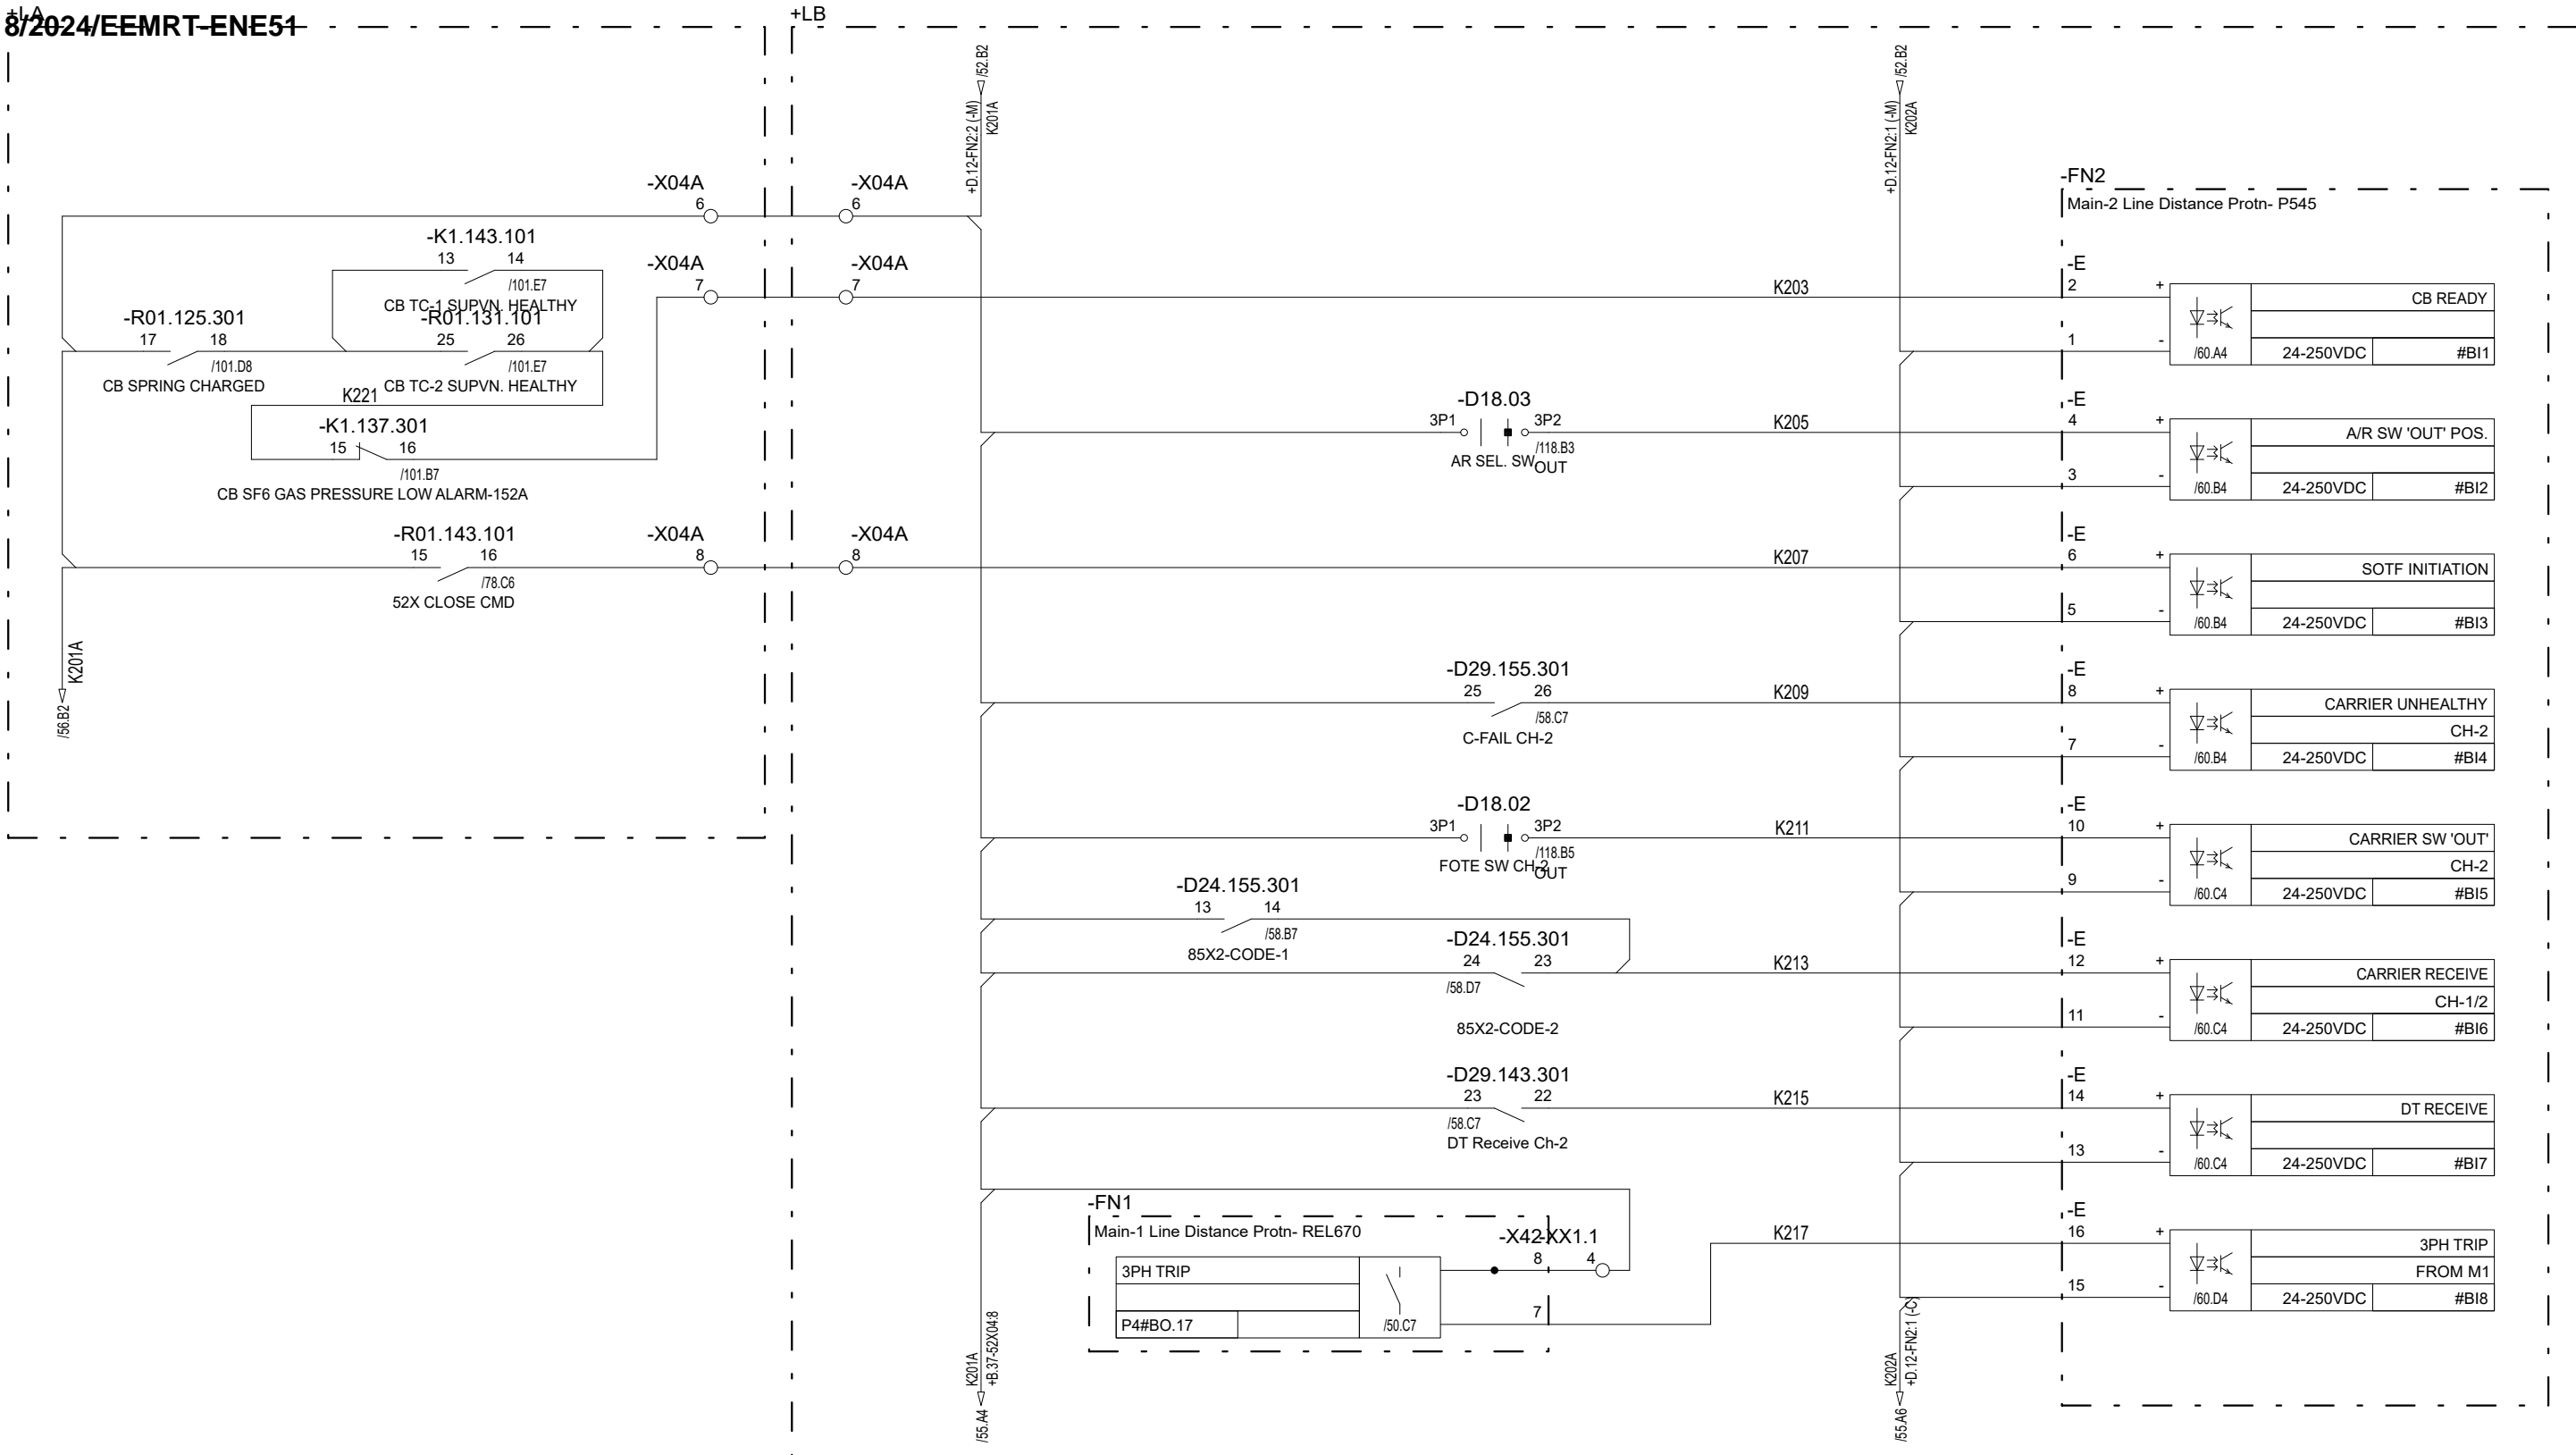 +LA
8/2024/EEMRT-ENE51
+LB
/52.B2
+D.12-FN2:2 (-M)
K201A
/52.B2
+D.12-FN2:1 (-M)
K202A
-X04A
6
-X04A
6
-FN2
Main-2 Line Distance Protn- P545
-K1.143.101
13 14
/101.E7
CB TC-1 SUPVN. HEALTHY
-X04A
7
-X04A
7
K203
-E
2 +
1 -
/60.A4
CB READY
24-250VDC #BI1
-R01.125.301
17 18
/101.D8
CB SPRING CHARGED
-R01.131.101
25 26
/101.E7
CB TC-2 SUPVN. HEALTHY
K221
-K1.137.301
15 16
/101.B7
CB SF6 GAS PRESSURE LOW ALARM-152A
-D18.03
3P1 3P2
/118.B3
AR SEL. SW
OUT
K205
-E
4 +
3 -
/60.B4
A/R SW 'OUT' POS.
24-250VDC #BI2
-R01.143.101
15 16
/78.C6
52X CLOSE CMD
-X04A
8
-X04A
8
K207
-E
6 +
5 -
/60.B4
SOTF INITIATION
24-250VDC #BI3
K201A
/56.B2
-D29.155.301
25 26
/58.C7
C-FAIL CH-2
K209
-E
8 +
7 -
/60.B4
CARRIER UNHEALTHY
CH-2
24-250VDC #BI4
-D18.02
3P1 3P2
/118.B5
FOTE SW CH-2
OUT
K211
-E
10 +
9 -
/60.C4
CARRIER SW 'OUT'
CH-2
24-250VDC #BI5
-D24.155.301
13 14
/58.B7
85X2-CODE-1
-D24.155.301
24 23
/58.D7
85X2-CODE-2
K213
-E
12 +
11 -
/60.C4
CARRIER RECEIVE
CH-1/2
24-250VDC #BI6
-D29.143.301
23 22
/58.C7
DT Receive Ch-2
K215
-E
14 +
13 -
/60.C4
DT RECEIVE
24-250VDC #BI7
-FN1
Main-1 Line Distance Protn- REL670
-X42
8
-XX1.1
4
3PH TRIP
P4#BO.17
/50.C7
7
K217
-E
16 +
15 -
/60.D4
3PH TRIP
FROM M1
24-250VDC #BI8
K201A
+B.37-52X04:8
/55.A4
K202A
+D.12-FN2:1 (-C)
/55.A6